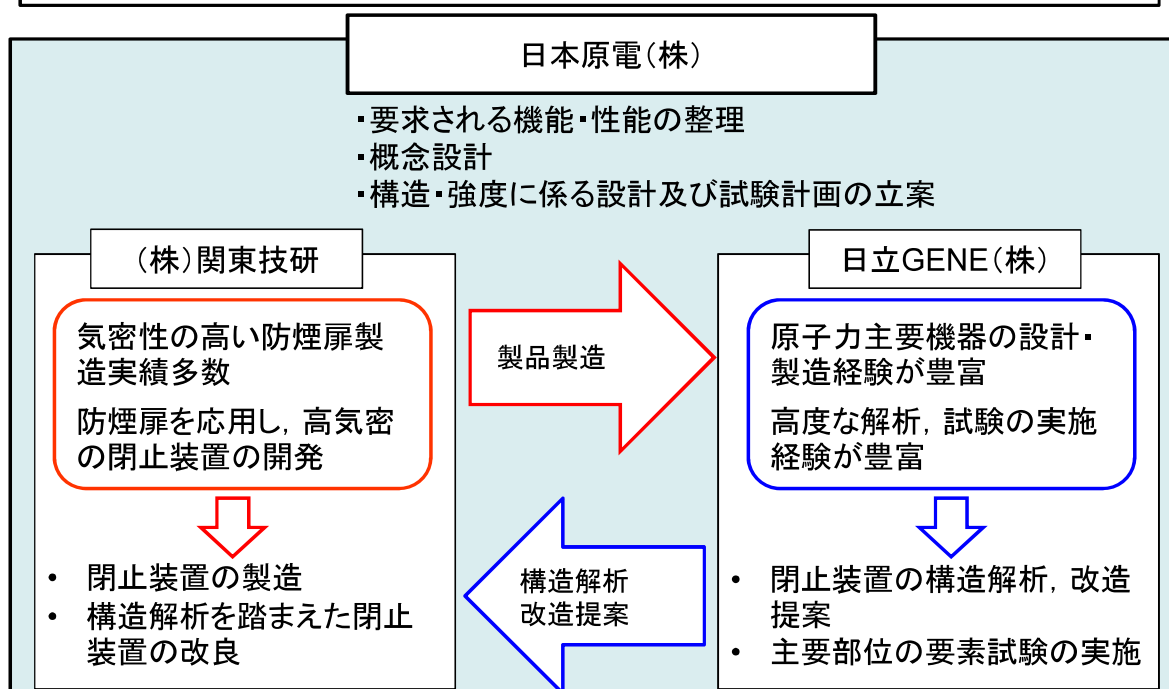 日本原電(株)
・要求される機能・性能の整理
・概念設計
・構造・強度に係る設計及び試験計画の立案
(株)関東技研
気密性の高い防煙扉製
造実績多数
防煙扉を応用し, 高気密
の閉止装置の開発
• 閉止装置の製造
• 構造解析を踏まえた閉止
装置の改良
製品製造
構造解析
改造提案
日立GENE(株)
原子力主要機器の設計・
製造経験が豊富
高度な解析, 試験の実施
経験が豊富
• 閉止装置の構造解析, 改造
提案
• 主要部位の要素試験の実施